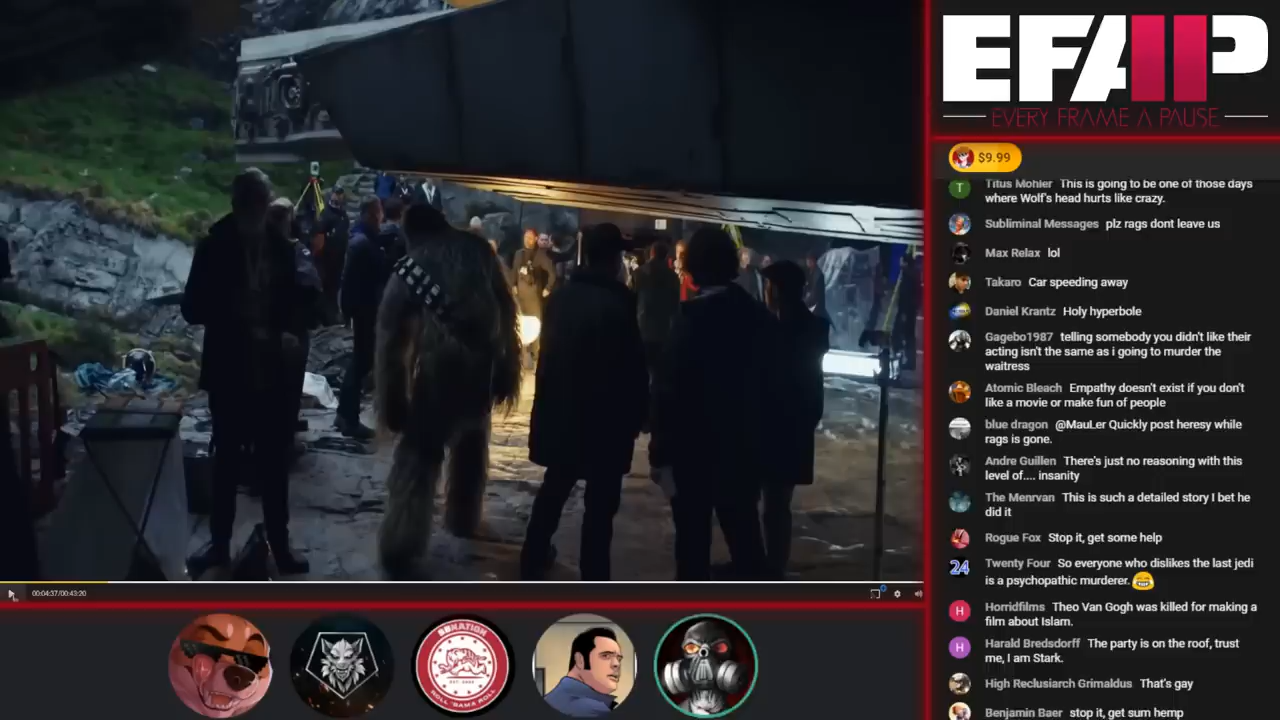 EFAP
EVERY FRAME A PAUSE
$9.99
Titus Mohler This is going to be one of those days
where Wolf's head hurts like crazy.
Subliminal Messages plz rags dont leave us
Max Relax lol
Takaro Car speeding away
Daniel Krantz Holy hyperbole
Gagebo1987 telling somebody you didn't like their
acting isn't the same as i going to murder the
waitress
Atomic Bleach Empathy doesn't exist if you don't
like a movie or make fun of people
blue dragon @MauLer Quickly post heresy while
rags is gone.
Andre Guillen There's just no reasoning with this
level of.... insanity
The Menrvan This is such a detailed story I bet he
did it
Rogue Fox Stop it, get some help
24 Twenty Four So everyone who dislikes the last jedi
is a psychopathic murderer.
H Horridfilms Theo Van Gogh was killed for making a
film about Islam.
H Harald Bredsdorff The party is on the roof, trust
me, I am Stark.
High Reclusiarch Grimaldus That's gay
Benjamin Baer stop it, get sum hemp
00:04:37/00:43:20